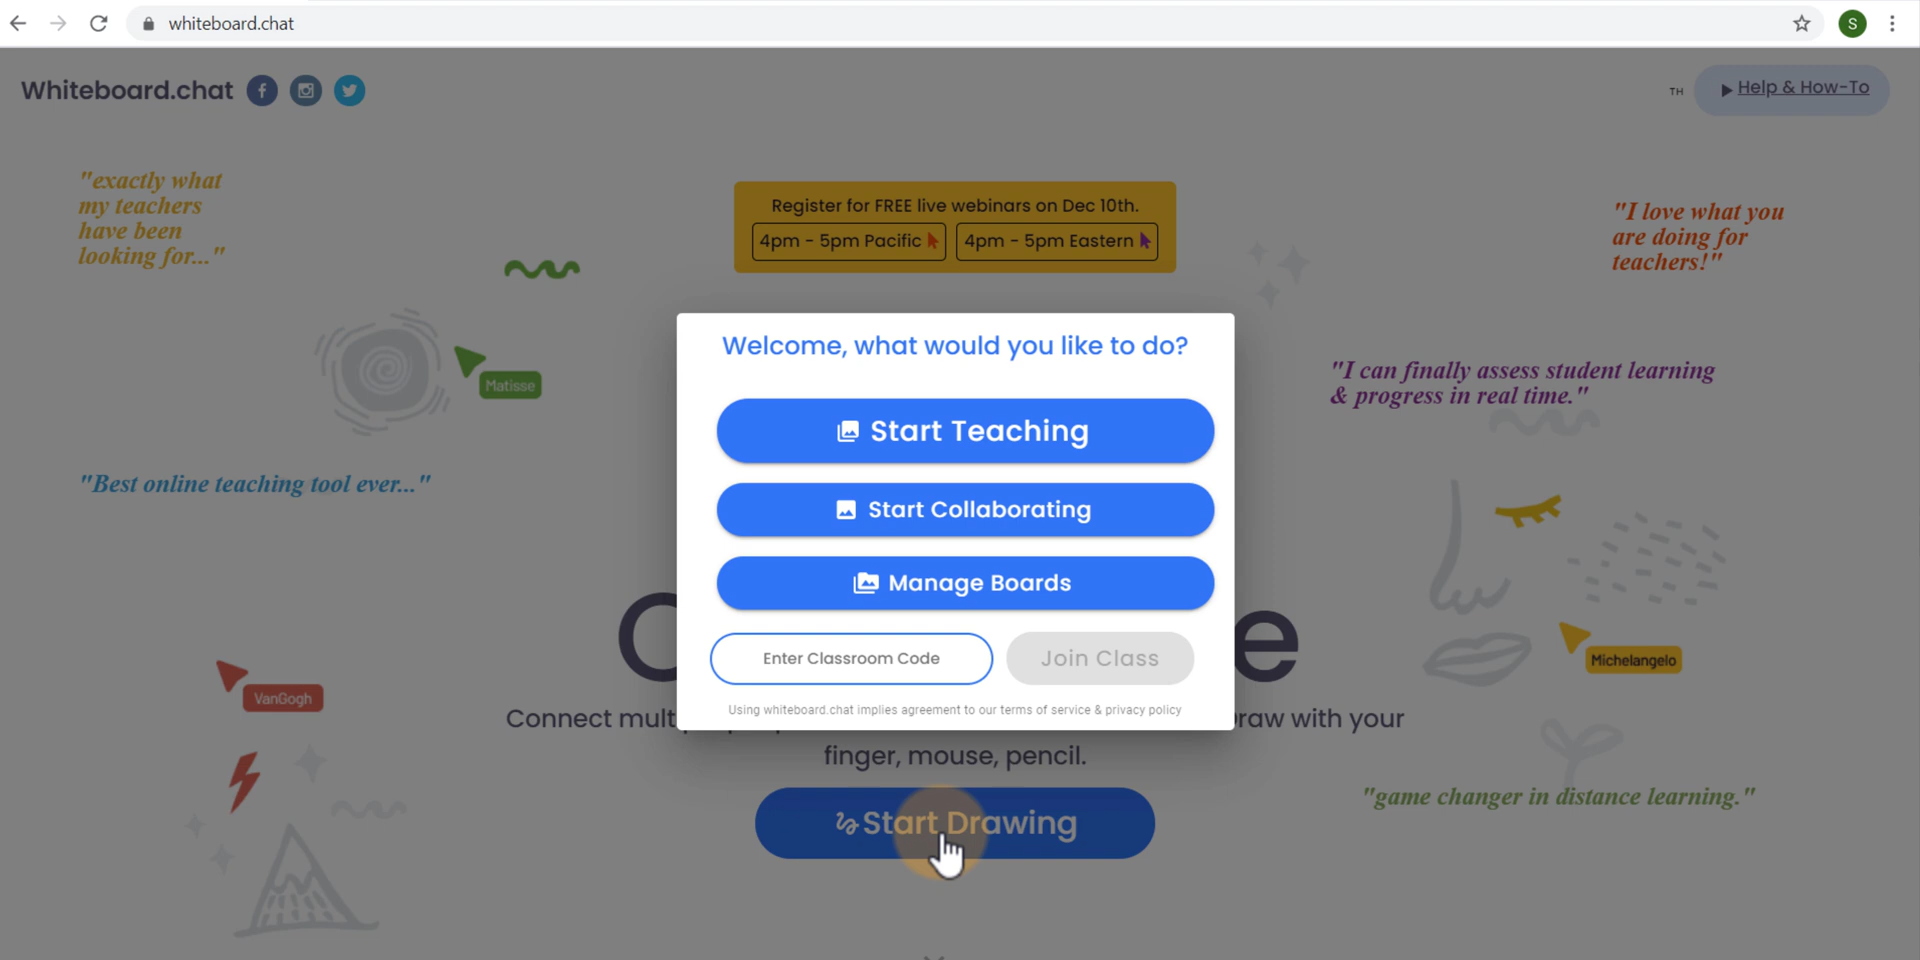 whiteboard.chat
S
Whiteboard.chat
TH
Help & How-To
"exactly what
my teachers
have been
looking for..."
Register for FREE live webinars on Dec 10th.
4pm - 5pm Pacific
4pm - 5pm Eastern
"I love what you
are doing for
teachers!"
Matisse
"I can finally assess student learning
& progress in real time."
"Best online teaching tool ever..."
Welcome, what would you like to do?
Start Teaching
Start Collaborating
Manage Boards
Enter Classroom Code
Join Class
Using whiteboard.chat implies agreement to our terms of service & privacy policy
Michelangelo
VanGogh
Connect with your
finger, mouse, pencil.
Start Drawing
"game changer in distance learning."